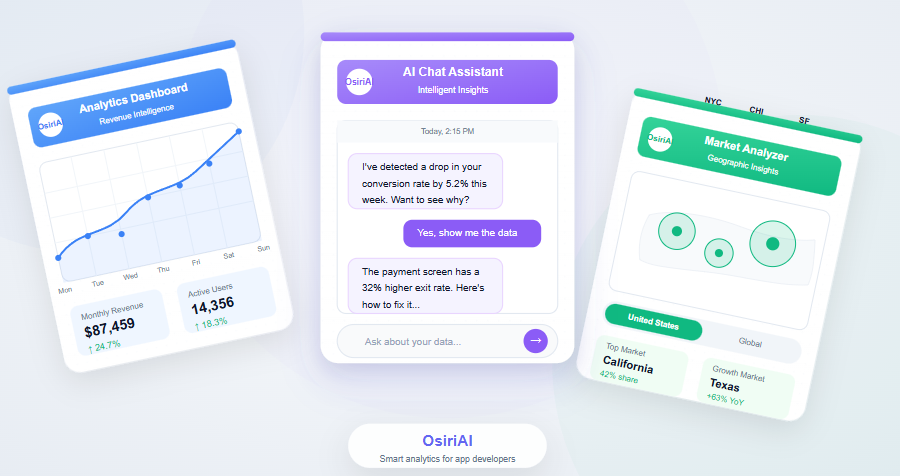 OsiriAI
Analytics Dashboard
Revenue Intelligence
Mon
Tue
Wed
Thu
Fri
Sat
Sun
Monthly Revenue
$87,459
↑ 24.7%
Active Users
14,356
↑ 18.3%
OsiriAI
AI Chat Assistant
Intelligent Insights
Today, 2:15 PM
I've detected a drop in your
conversion rate by 5.2% this
week. Want to see why?
Yes, show me the data
The payment screen has a
32% higher exit rate. Here's
how to fix it...
Ask about your data...
→
NYC
CHI
SF
OsiriAI
Market Analyzer
Geographic Insights
United States
Global
Top Market
California
42% share
Growth Market
Texas
+63% YoY
OsiriAI
Smart analytics for app developers